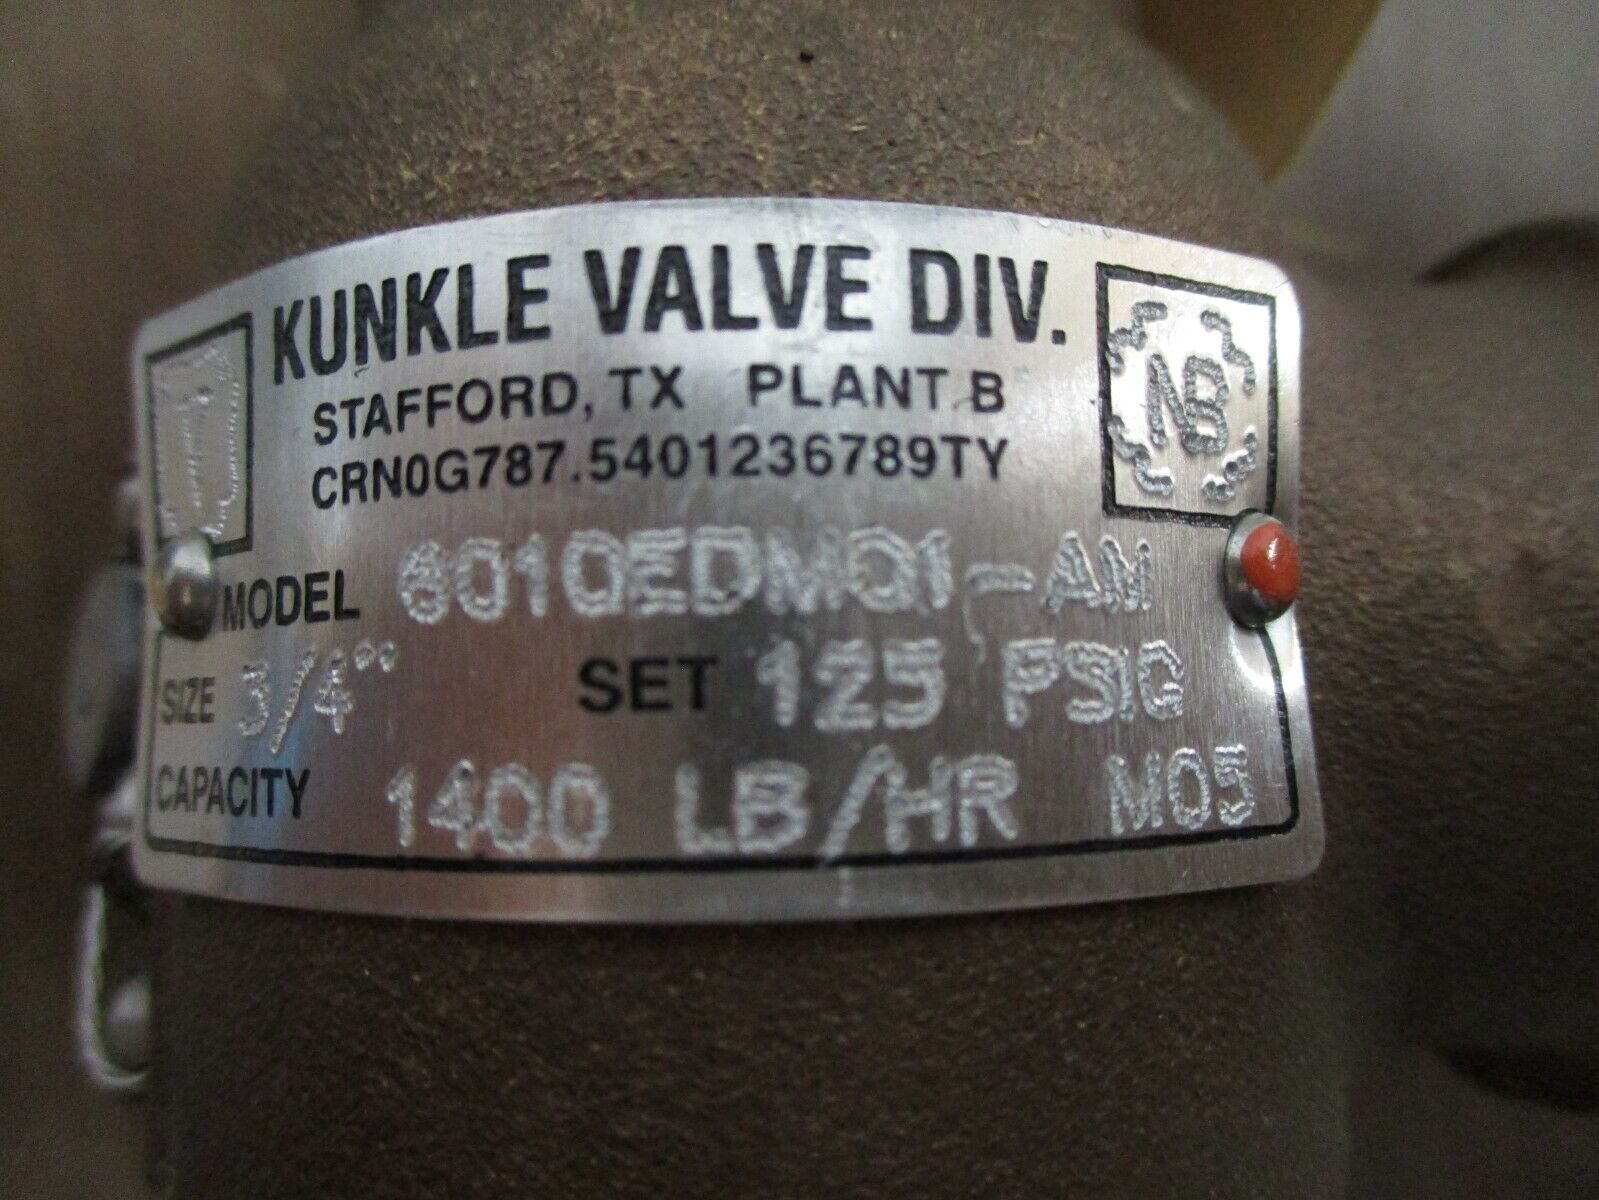 KUNKLE VALVE DIV.
STAFFORD, TX PLANT B
CRN0G787.5401236789TY
NB
MODEL 6010EDM01-AM
SIZE 3/4" SET 125 PSIG
CAPACITY 1400 LB/HR M05